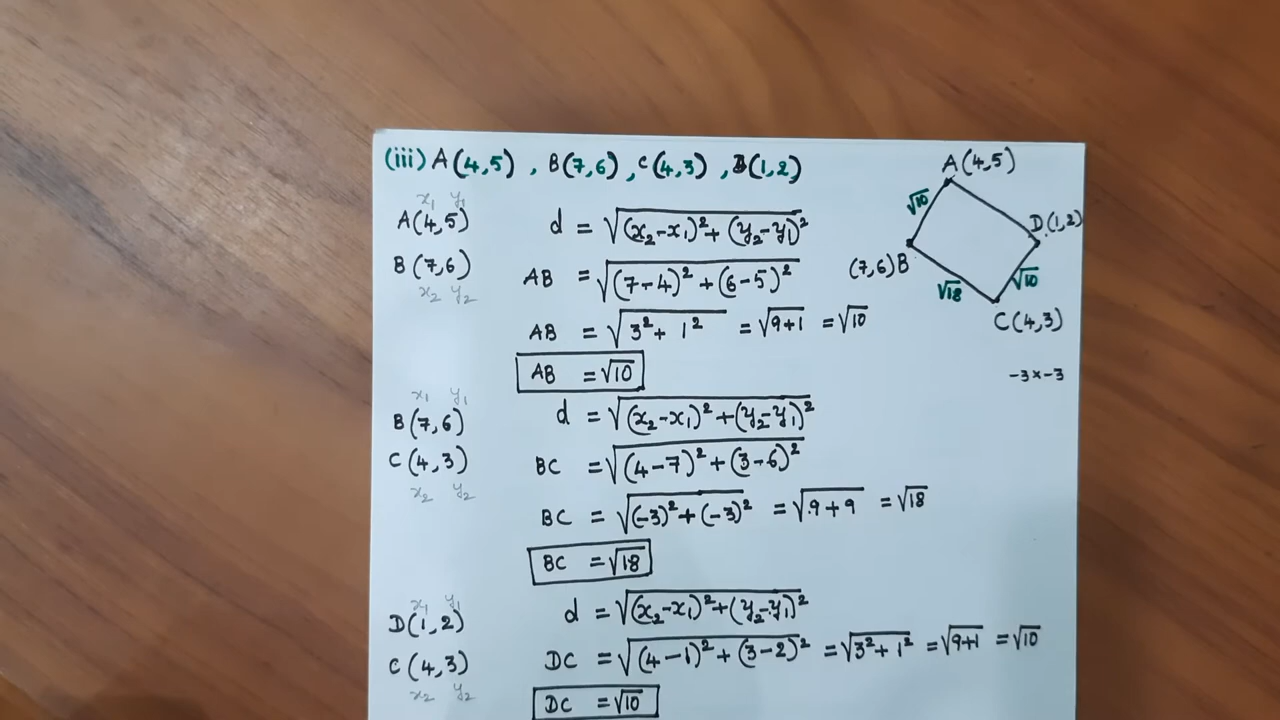 (iii) A(4,5) , B(7,6) , C(4,3) , D(1,2)
A(4,5)
√10
D(1,2)
(7,6)B
√18
√10
C(4,3)
-3×-3
x₁ y₁
A(4,5) d = √(x₂-x₁)²+(y₂-y₁)²
B(7,6) AB = √(7-4)²+(6-5)²
x₂ y₂
AB = √3²+1² = √9+1 = √10
AB = √10
x₁ y₁
B(7,6) d = √(x₂-x₁)²+(y₂-y₁)²
C(4,3) BC = √(4-7)²+(3-6)²
x₂ y₂
BC = √(-3)²+(-3)² = √9+9 = √18
BC = √18
x₁ y₁
D(1,2) d = √(x₂-x₁)²+(y₂-y₁)²
C(4,3) DC = √(4-1)²+(3-2)² = √3²+1² = √9+1 = √10
x₂ y₂
DC = √10